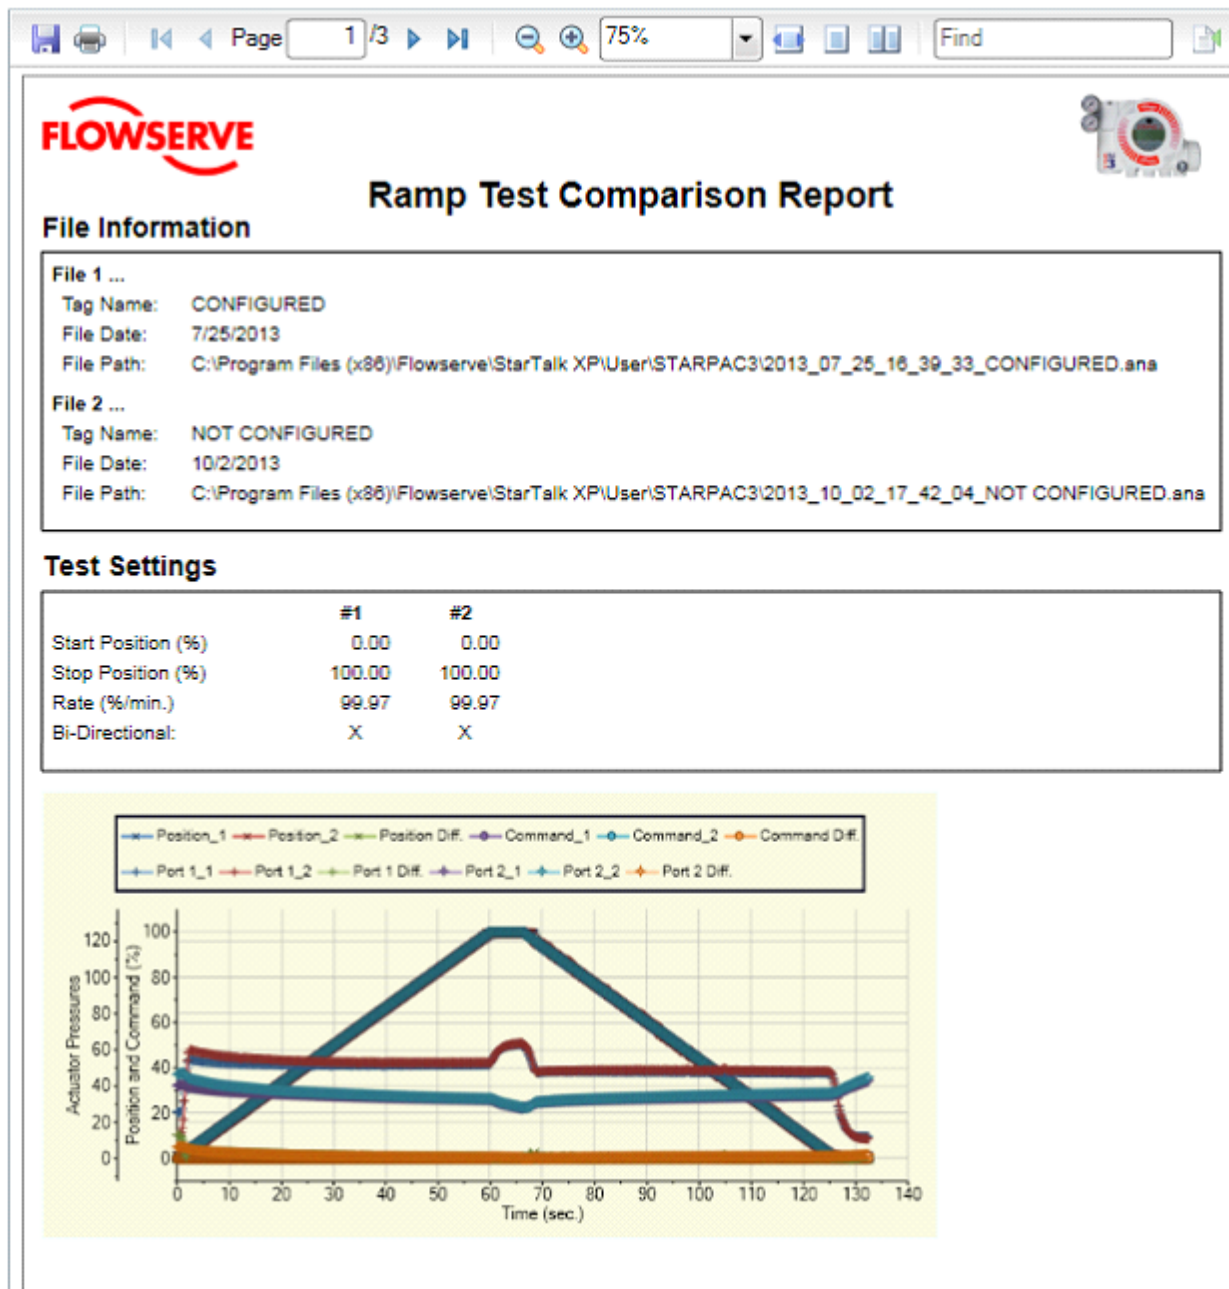 Page 1 /3 75% Find
FLOWSERVE
Ramp Test Comparison Report
File Information
File 1 ...
Tag Name: CONFIGURED
File Date: 7/25/2013
File Path: C:\Program Files (x86)\Flowserve\StarTalk XP\User\STARPAC3\2013_07_25_16_39_33_CONFIGURED.ana
File 2 ...
Tag Name: NOT CONFIGURED
File Date: 10/2/2013
File Path: C:\Program Files (x86)\Flowserve\StarTalk XP\User\STARPAC3\2013_10_02_17_42_04_NOT CONFIGURED.ana
Test Settings
#1 #2
Start Position (%) 0.00 0.00
Stop Position (%) 100.00 100.00
Rate (%/min.) 99.97 99.97
Bi-Directional: X X
Position_1 Position_2 Position Diff. Command_1 Command_2 Command Diff.
Port 1_1 Port 1_2 Port 1 Diff. Port 2_1 Port 2_2 Port 2 Diff.
Actuator Pressures
120
100
80
60
40
20
0
Position and Command (%)
100
80
60
40
20
0
0 10 20 30 40 50 60 70 80 90 100 110 120 130 140
Time (sec.)